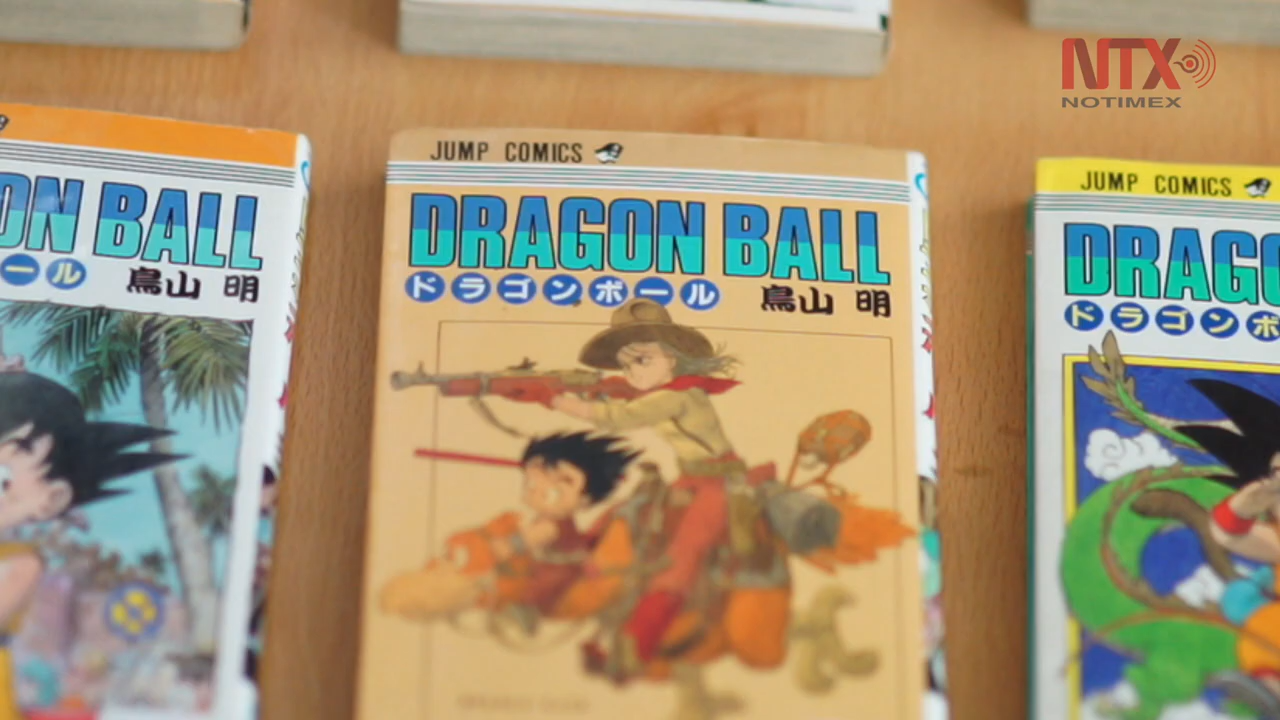 NTX
NOTIMEX
ON BALL
ール
鳥山 明
JUMP COMICS
DRAGON BALL
ドラゴンボール
鳥山 明
JUMP COMICS
DRAGO
ドラゴンボ